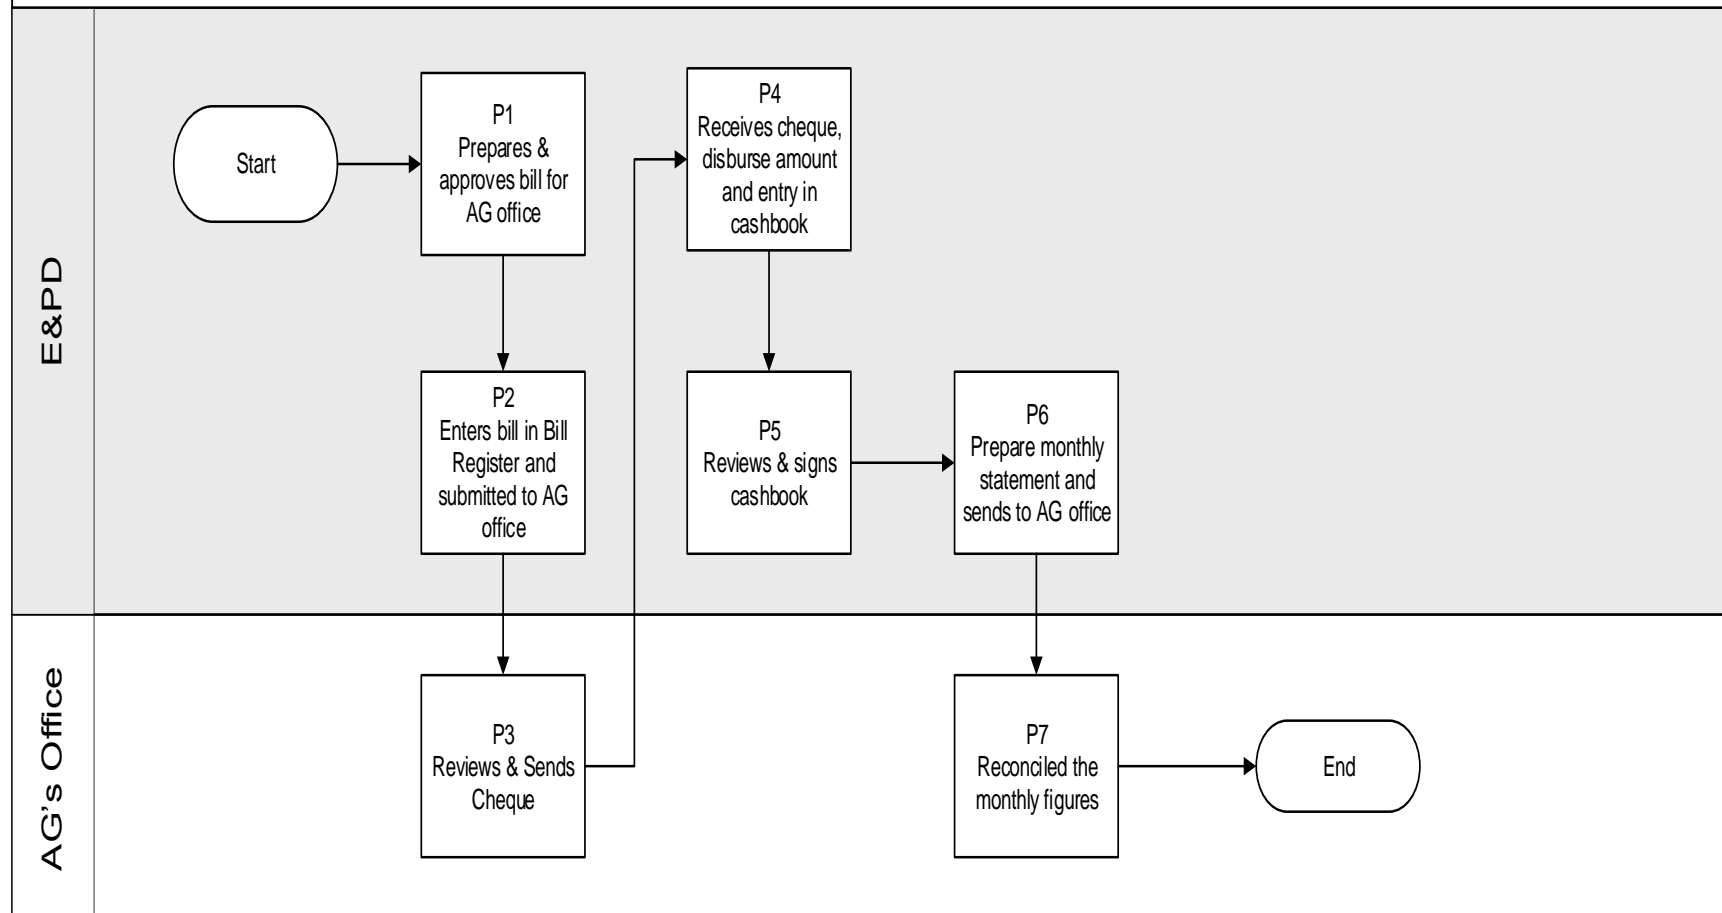 E&PD
Start
P1
Prepares &
approves bill for
AG office
P2
Enters bill in Bill
Register and
submitted to AG
office
P4
Receives cheque,
disburse amount
and entry in
cashbook
P5
Reviews & signs
cashbook
P6
Prepare monthly
statement and
sends to AG office
AG's Office
P3
Reviews & Sends
Cheque
P7
Reconciled the
monthly figures
End